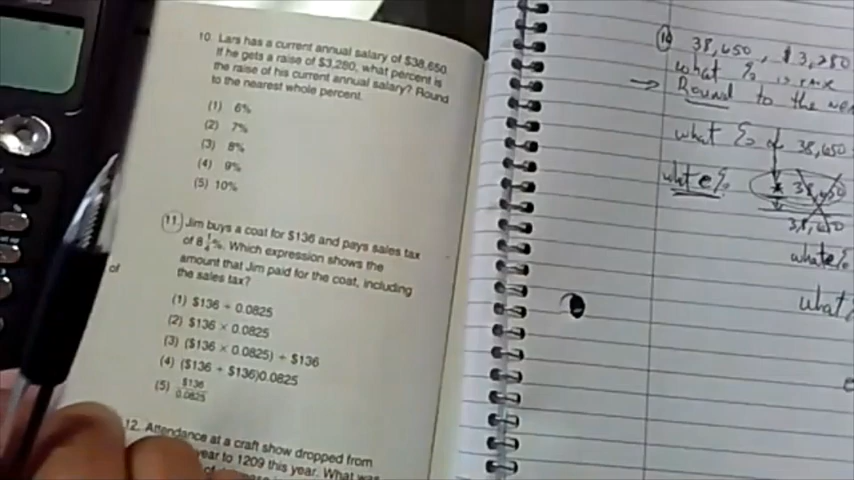 10. Lars has a current annual salary of $38,650.
If he gets a raise of $3,280, what percent is
the raise of his current annual salary? Round
to the nearest whole percent.
(1) 6%
(2) 7%
(3) 8%
(4) 9%
(5) 10%
11. Jim buys a coat for $136 and pays sales tax
of 8 1/4%. Which expression shows the
amount that Jim paid for the coat, including
the sales tax?
(1) $136 + 0.0825
(2) $136 × 0.0825
(3) ($136 × 0.0825) + $136
(4) ($136 + $136)0.0825
(5) $136/0.0825
12. Attendance at a craft show dropped from
year to 1209 this year. What was
of
10 38,650, $3,280
what %
→ Round to the
what % of 38,650
what % * 38,650
38,650
what %
what